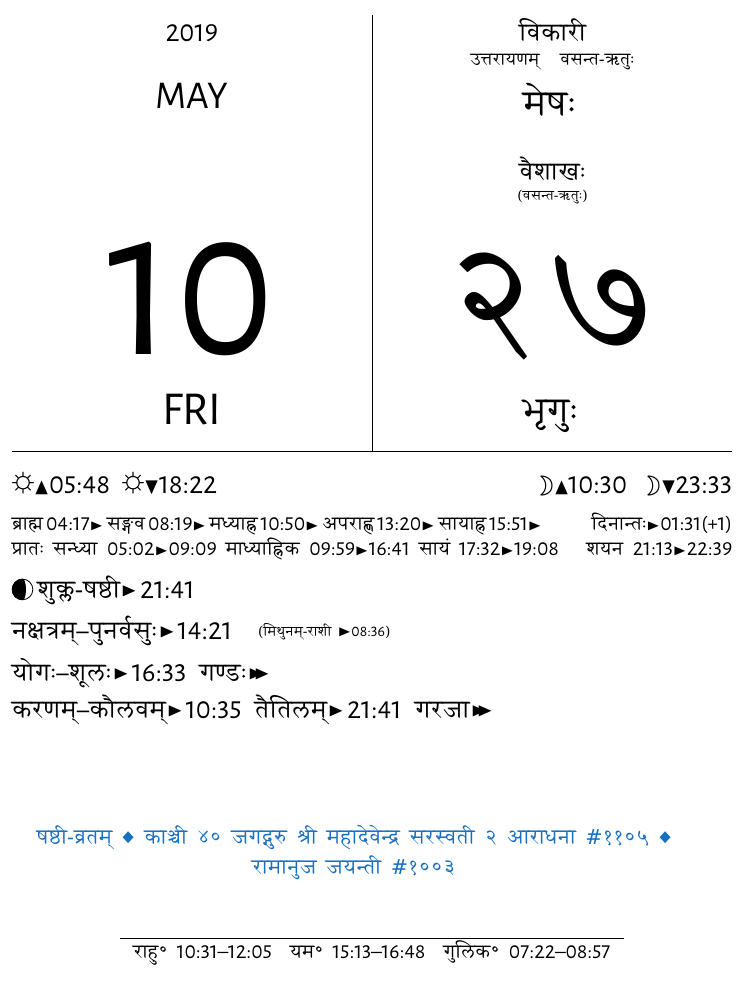 2019
MAY
10
FRI
विकारी
उत्तरायणम् वसन्त-ऋतुः
मेषः
वैशाखः
(वसन्त-ऋतुः)
२७
भृगुः
☼▲05:48 ☼▼18:22 ☽▲10:30 ☽▼23:33
ब्राह्म 04:17► सङ्गव 08:19► मध्याह्न 10:50► अपराह्ण 13:20► सायाह्न 15:51► दिनान्तः►01:31(+1)
प्रातः सन्ध्या 05:02►09:09 माध्याह्निक 09:59►16:41 सायं 17:32►19:08 शयन 21:13►22:39
शुक्ल-षष्ठी►21:41
नक्षत्रम्–पुनर्वसुः►14:21 (मिथुनम्-राशी ►08:36)
योगः–शूलः►16:33 गण्डः►►
करणम्–कौलवम्►10:35 तैतिलम्►21:41 गरजा►►
षष्ठी-व्रतम् ◆ काञ्ची ४० जगद्गुरु श्री महादेवेन्द्र सरस्वती २ आराधना #११०५ ◆
रामानुज जयन्ती #१००३
राहु° 10:31–12:05 यम° 15:13–16:48 गुलिक° 07:22–08:57